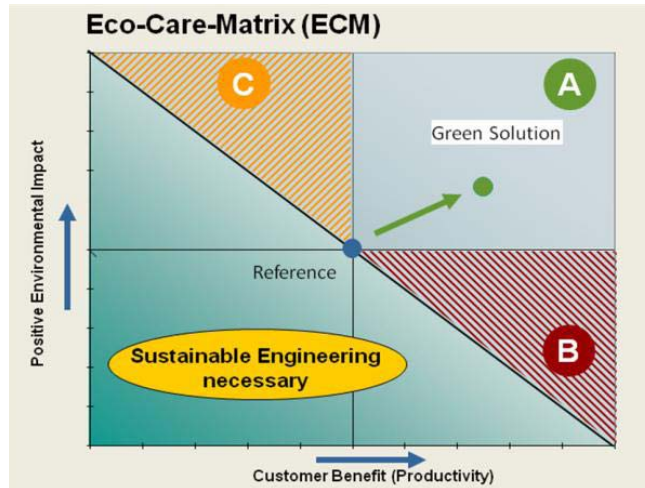 Eco-Care-Matrix (ECM)
C
A
Green Solution
Positive Environmental Impact
Reference
B
Sustainable Engineering
necessary
Customer Benefit (Productivity)